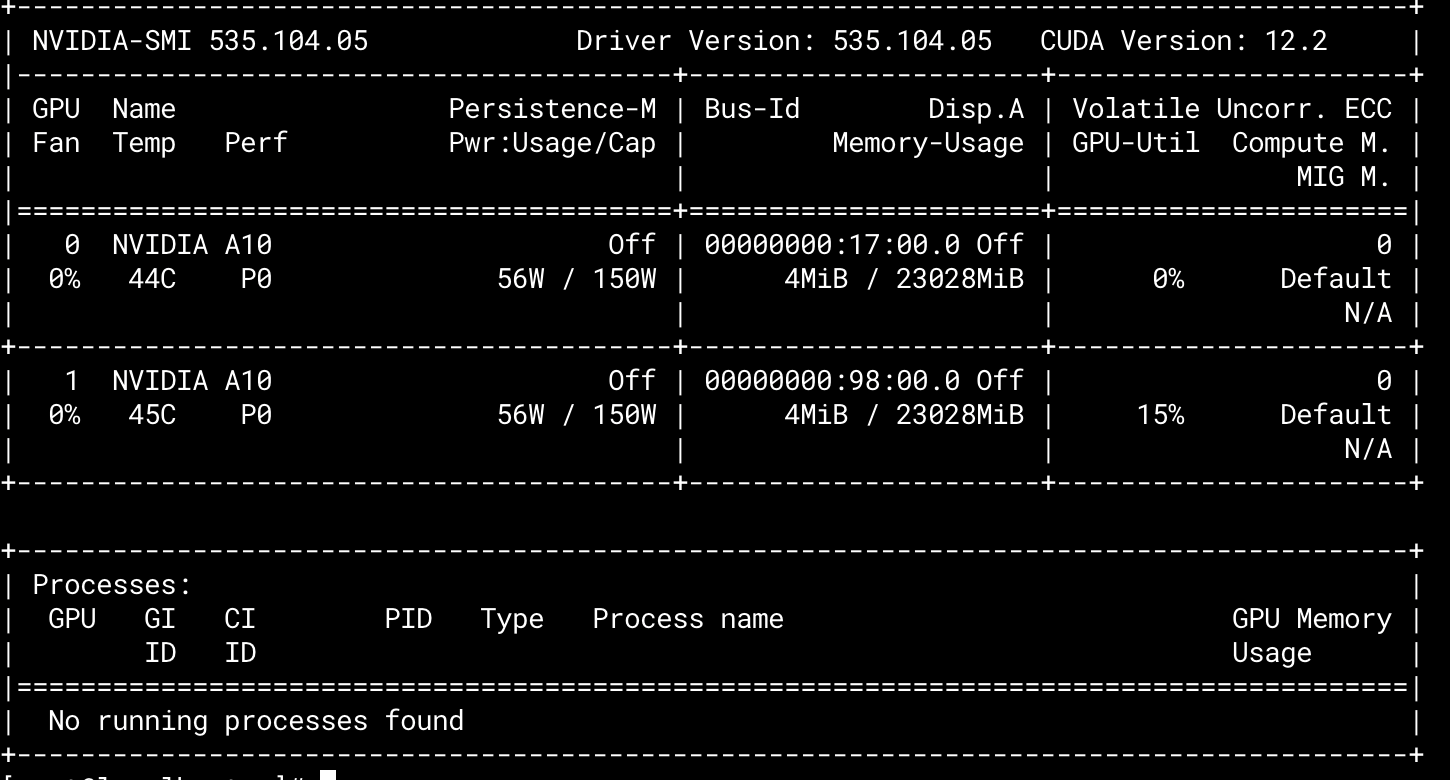 +---------------------------------------------------------------------------------------+
| NVIDIA-SMI 535.104.05             Driver Version: 535.104.05   CUDA Version: 12.2     |
|-----------------------------------------+----------------------+----------------------+
| GPU  Name                 Persistence-M | Bus-Id        Disp.A | Volatile Uncorr. ECC |
| Fan  Temp   Perf          Pwr:Usage/Cap |         Memory-Usage | GPU-Util  Compute M. |
|                                         |                      |               MIG M. |
|=========================================+======================+======================|
|   0  NVIDIA A10                     Off | 00000000:17:00.0 Off |                    0 |
|  0%   44C    P0              56W / 150W |      4MiB / 23028MiB |      0%      Default |
|                                         |                      |                  N/A |
+-----------------------------------------+----------------------+----------------------+
|   1  NVIDIA A10                     Off | 00000000:98:00.0 Off |                    0 |
|  0%   45C    P0              56W / 150W |      4MiB / 23028MiB |     15%      Default |
|                                         |                      |                  N/A |
+-----------------------------------------+----------------------+----------------------+

+---------------------------------------------------------------------------------------+
| Processes:                                                                            |
|  GPU   GI   CI        PID   Type   Process name                            GPU Memory |
|        ID   ID                                                             Usage      |
|=======================================================================================|
|  No running processes found                                                           |
+---------------------------------------------------------------------------------------+